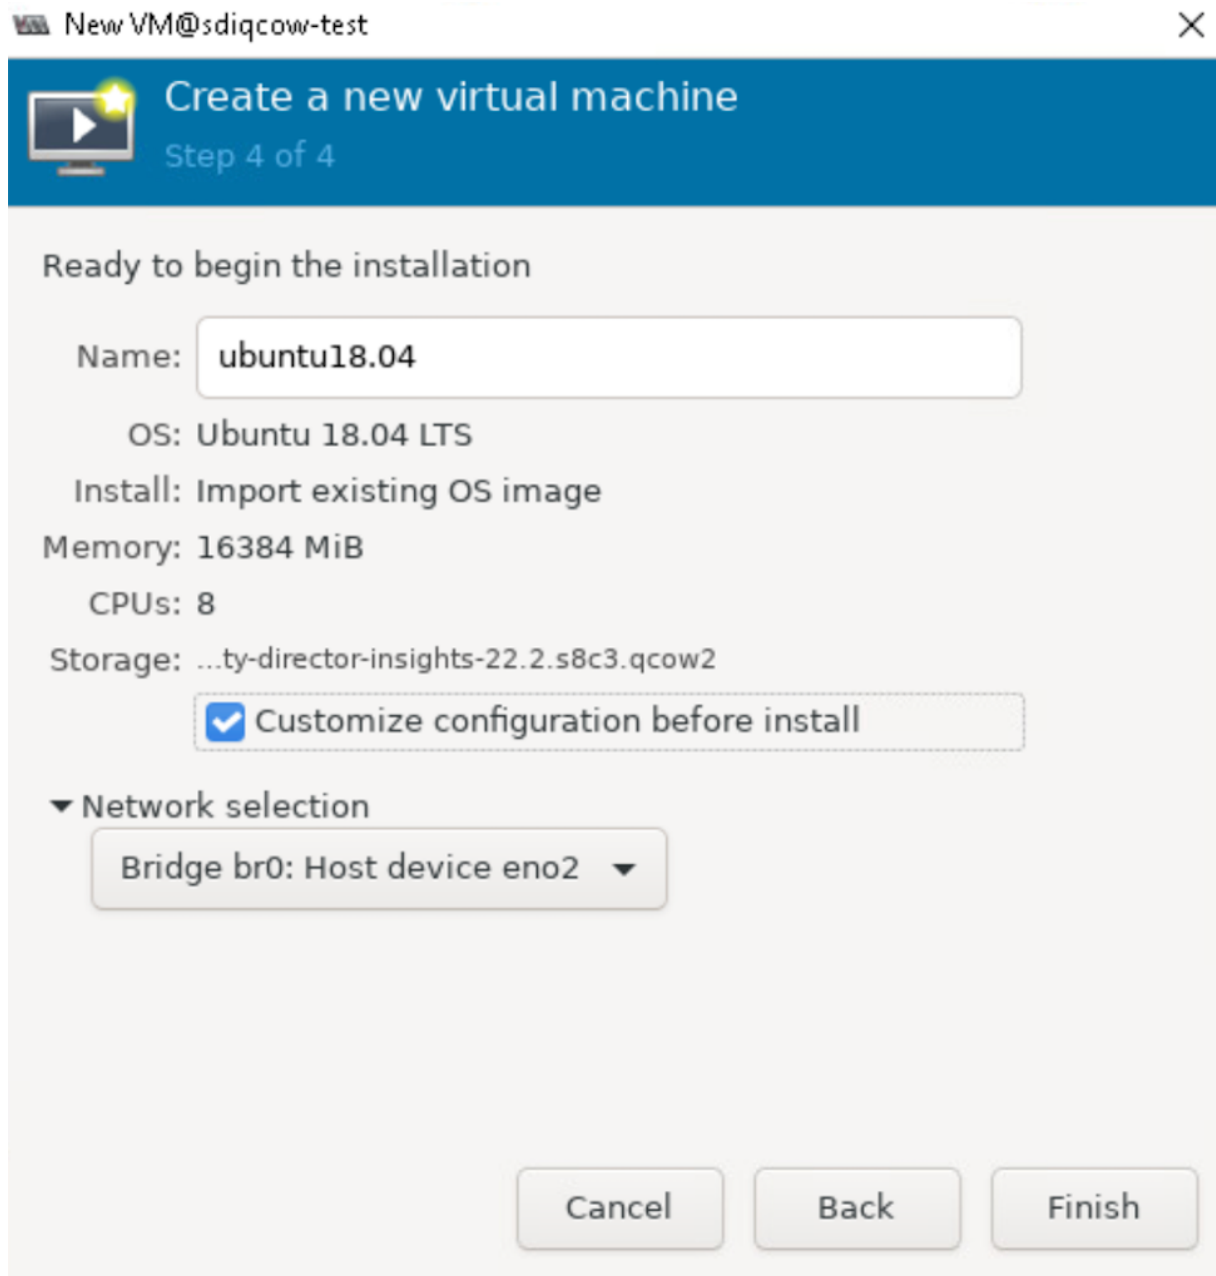 New VM@sdiqcow-test
Create a new virtual machine
Step 4 of 4
Ready to begin the installation
Name: ubuntu18.04
OS: Ubuntu 18.04 LTS
Install: Import existing OS image
Memory: 16384 MiB
CPUs: 8
Storage: ...ty-director-insights-22.2.s8c3.qcow2
Customize configuration before install
Network selection
Bridge br0: Host device eno2
Cancel Back Finish